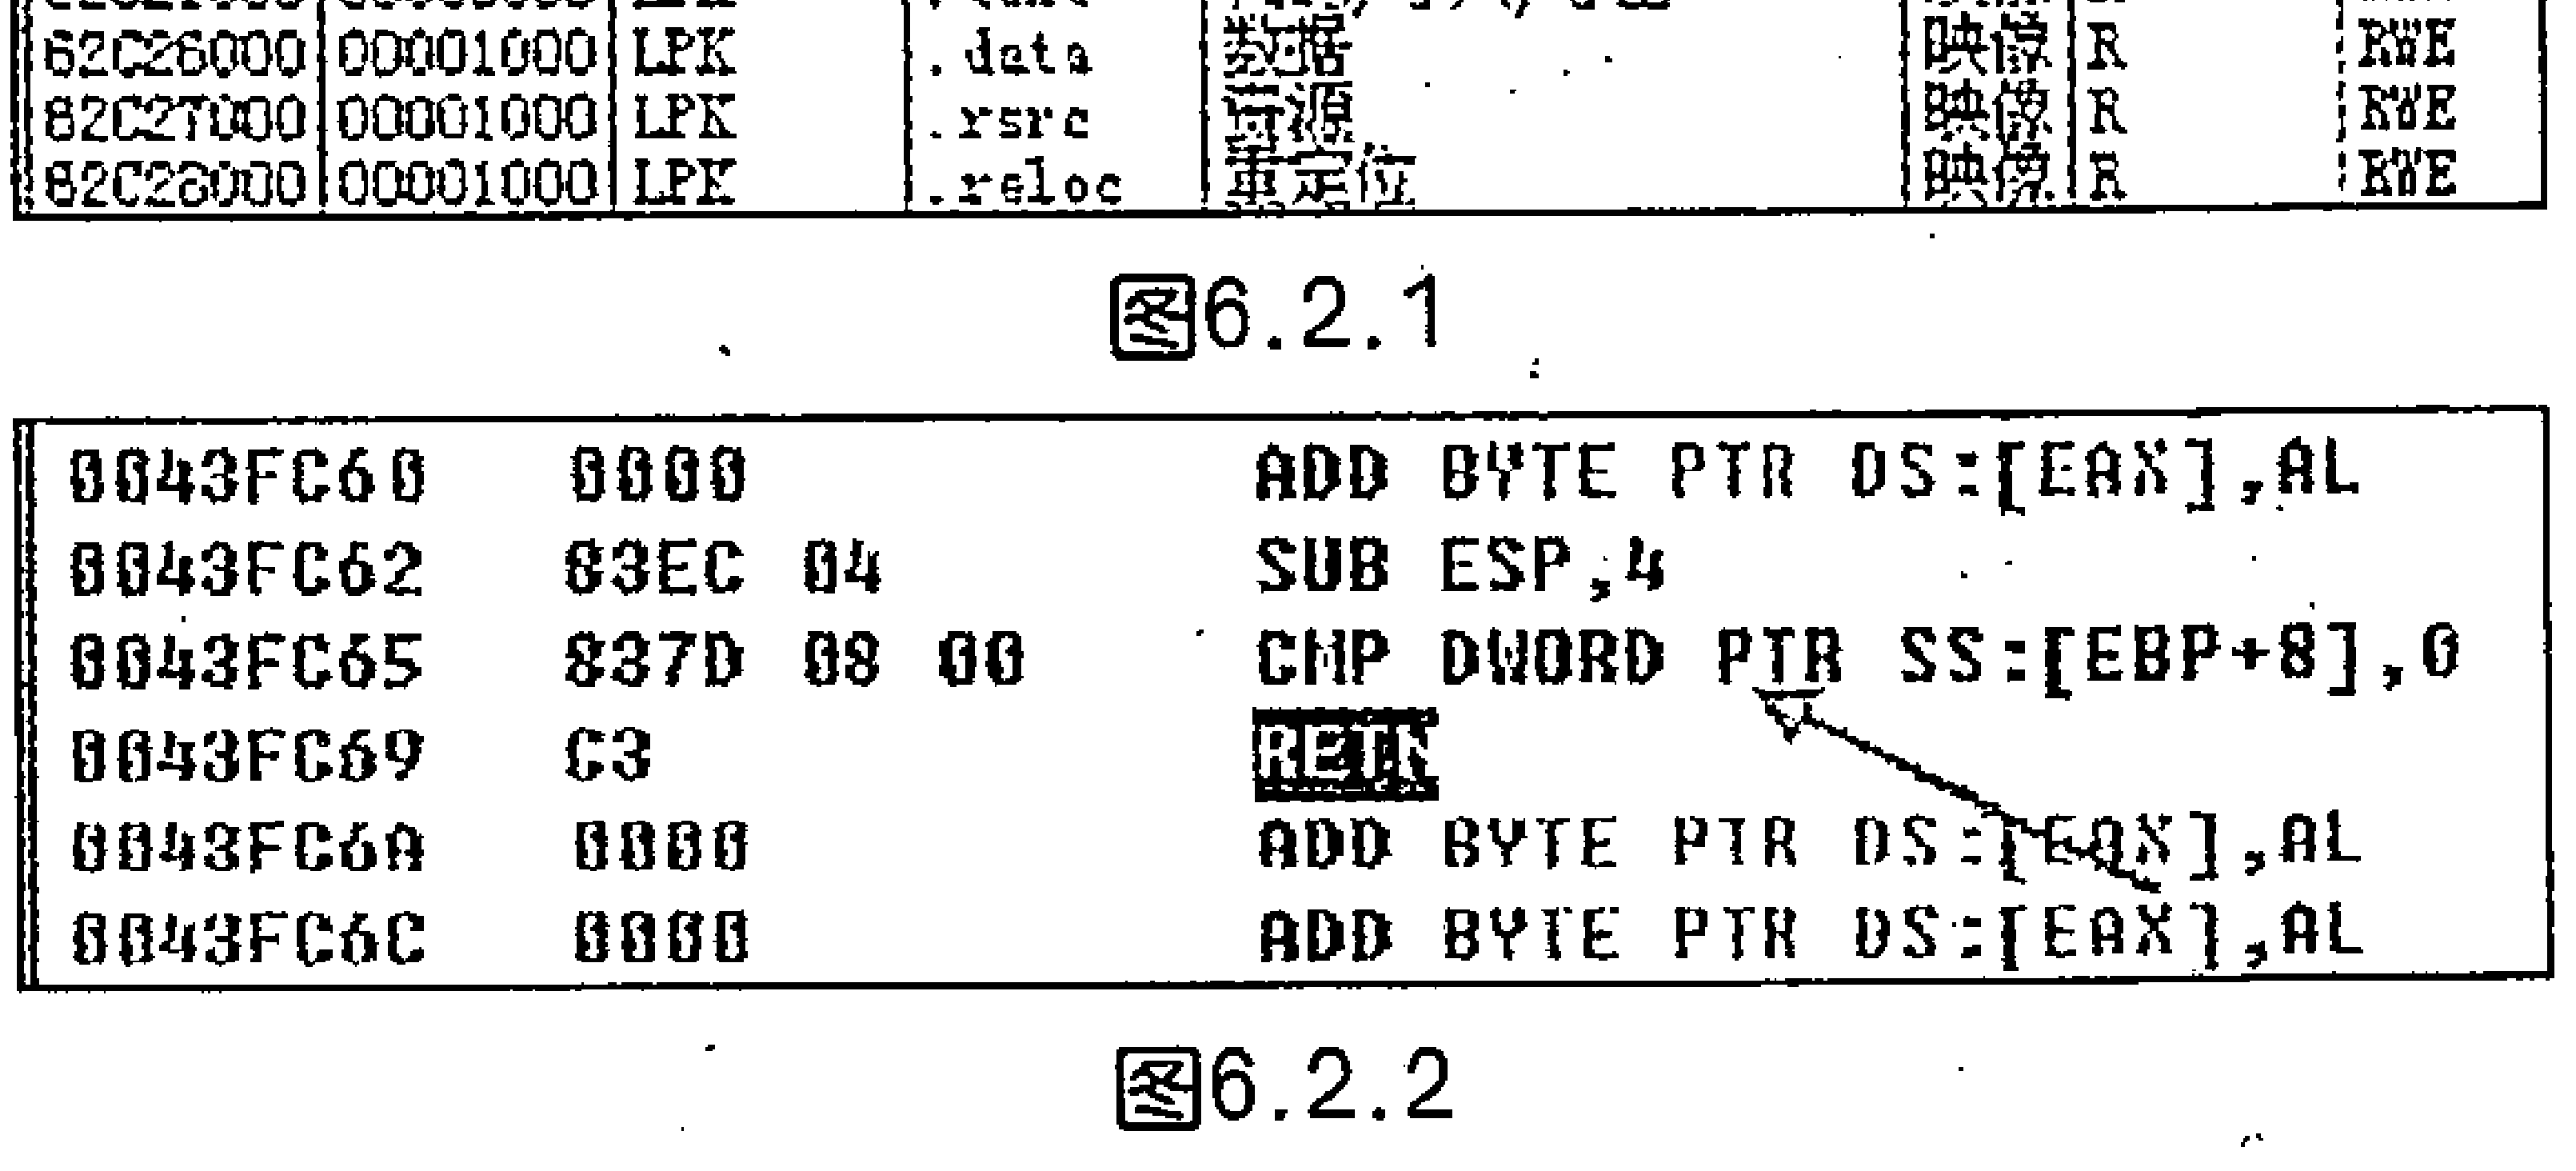 62C26000 00001000 LPK .data 数据 映像 R RWE
62C27000 00001000 LPK .rsrc 资源 映像 R RWE
62C28000 00001000 LPK .reloc 重定位 映像 R RWE
图6.2.1
0043FC60 0000 ADD BYTE PTR DS:[EAX],AL
0043FC62 83EC 04 SUB ESP,4
0043FC65 837D 08 00 CMP DWORD PTR SS:[EBP+8],0
0043FC69 C3 RETN
0043FC6A 0000 ADD BYTE PTR DS:[EAX],AL
0043FC6C 0000 ADD BYTE PTR DS:[EAX],AL
图6.2.2